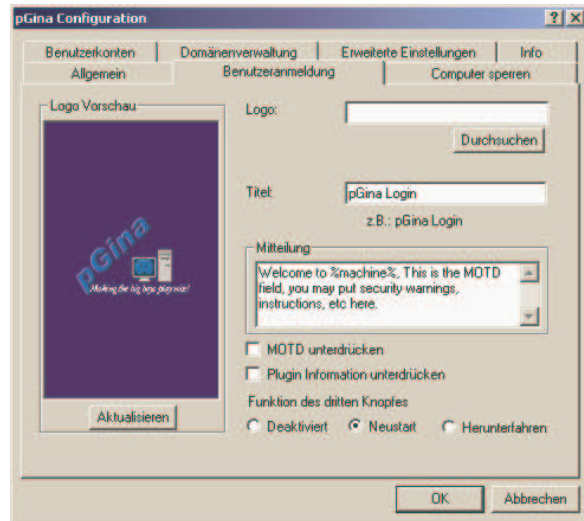 pGina Configuration
Benutzerkonten
Domänenverwaltung
Erweiterte Einstellungen
Info
Allgemein
Benutzeranmeldung
Computer sperren
Logo Vorschau
pGina
Making the big boys play nice!
Aktualisieren
Logo:
Durchsuchen
Titel:
pGina Login
z.B.: pGina Login
Mitteilung
Welcome to %machine%, This is the MOTD
field, you may put security warnings,
instructions, etc here.
MOTD unterdrücken
Plugin Information unterdrücken
Funktion des dritten Knopfes
Deaktiviert
Neustart
Herunterfahren
OK
Abbrechen